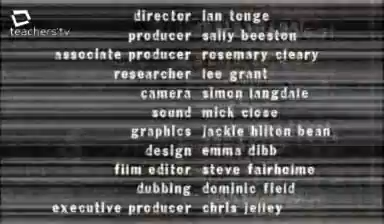 director ian tonge
producer sally beeston
teachers'tv
associate producer rosemary cleary
researcher lee grant
camera simon langdale
sound mick close
graphics jackie hilton bean
design emma dibb
film editor steve fairholme
dubbing dominic field
executive producer chris jelley